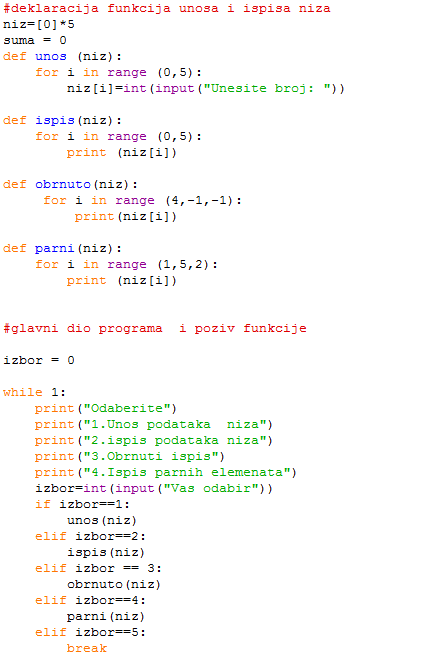 #deklaracija funkcija unosa i ispisa niza
niz=[0]*5
suma = 0
def unos (niz):
    for i in range (0,5):
        niz[i]=int(input("Unesite broj: "))

def ispis(niz):
    for i in range (0,5):
        print (niz[i])

def obrnuto(niz):
     for i in range (4,-1,-1):
         print(niz[i])

def parni(niz):
    for i in range (1,5,2):
        print (niz[i])


#glavni dio programa  i poziv funkcije

izbor = 0

while 1:
    print("Odaberite")
    print("1.Unos podataka  niza")
    print("2.ispis podataka niza")
    print("3.Obrnuti ispis")
    print("4.Ispis parnih elemenata")
    izbor=int(input("Vas odabir"))
    if izbor==1:
        unos(niz)
    elif izbor==2:
        ispis(niz)
    elif izbor == 3:
        obrnuto(niz)
    elif izbor==4:
        parni(niz)
    elif izbor==5:
        break